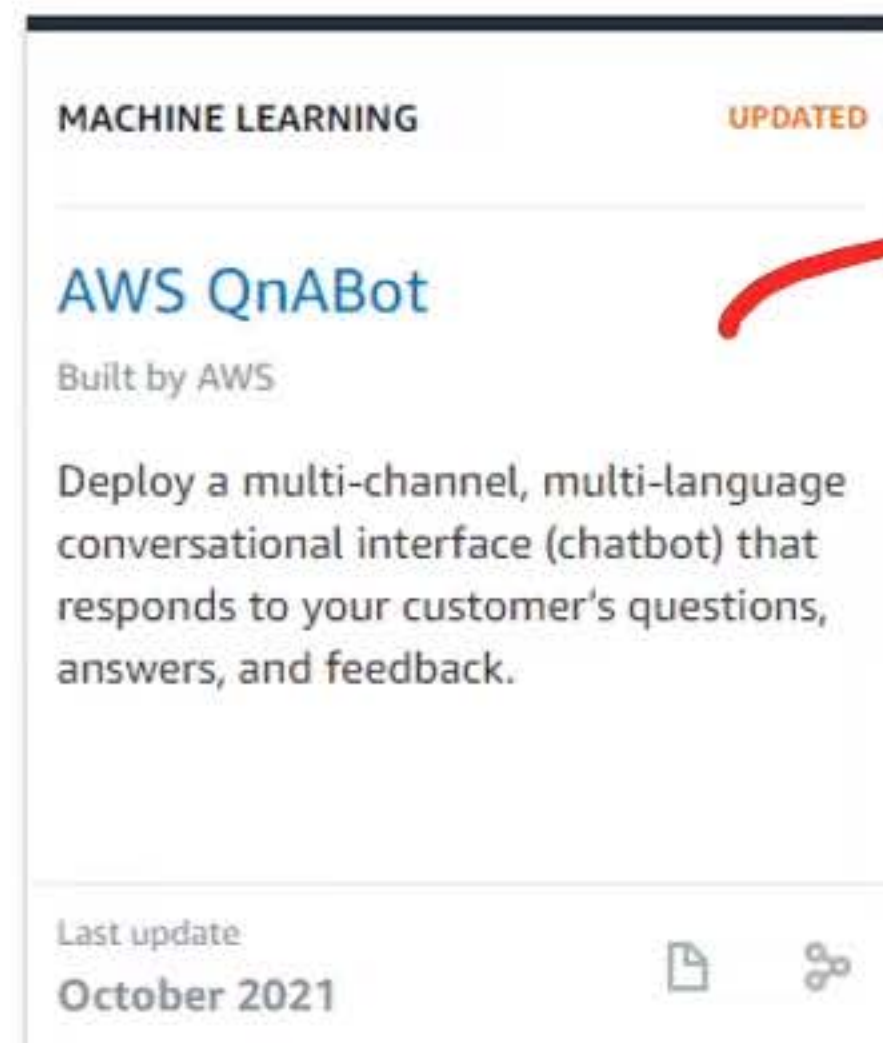 MACHINE LEARNING UPDATED
AWS QnABot
Built by AWS
Deploy a multi-channel, multi-language
conversational interface (chatbot) that
responds to your customer's questions,
answers, and feedback.
Last update
October 2021